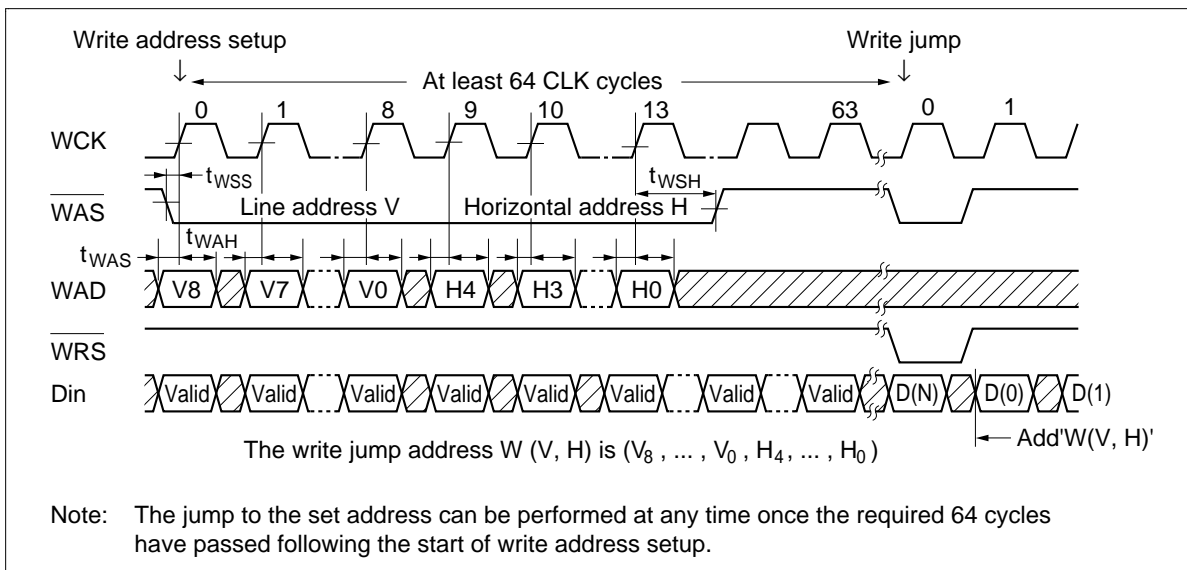 Write address setup
Write jump
At least 64 CLK cycles
0 1 8 9 10 13 63 0 1
WCK
tWSS
tWSH
WAS
Line address V
Horizontal address H
tWAH
tWAS
WAD
V8 V7 V0 H4 H3 H0
WRS
Din
Valid Valid Valid Valid Valid Valid Valid Valid D(N) D(0) D(1)
Add'W(V, H)'
The write jump address W (V, H) is (V8 , ... , V0 , H4 , ... , H0 )
Note: The jump to the set address can be performed at any time once the required 64 cycles
have passed following the start of write address setup.